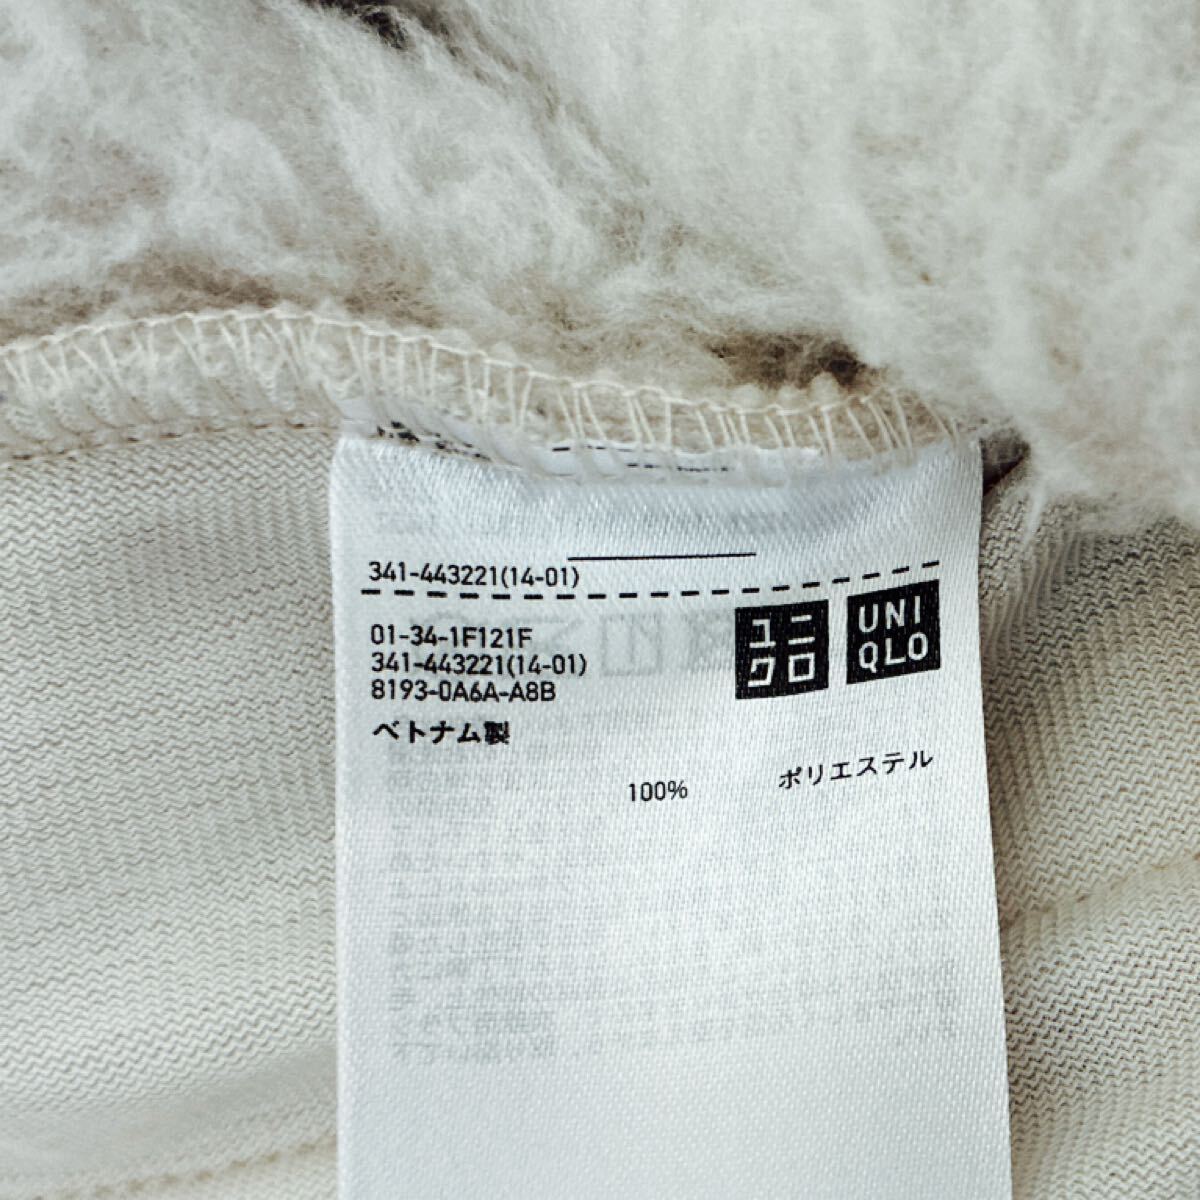 341-443221(14-01)
01-34-1F121F
341-443221(14-01)
8193-0A6A-A8B
ベトナム製
ユニ
クロ
UNI
QLO
100% ポリエステル